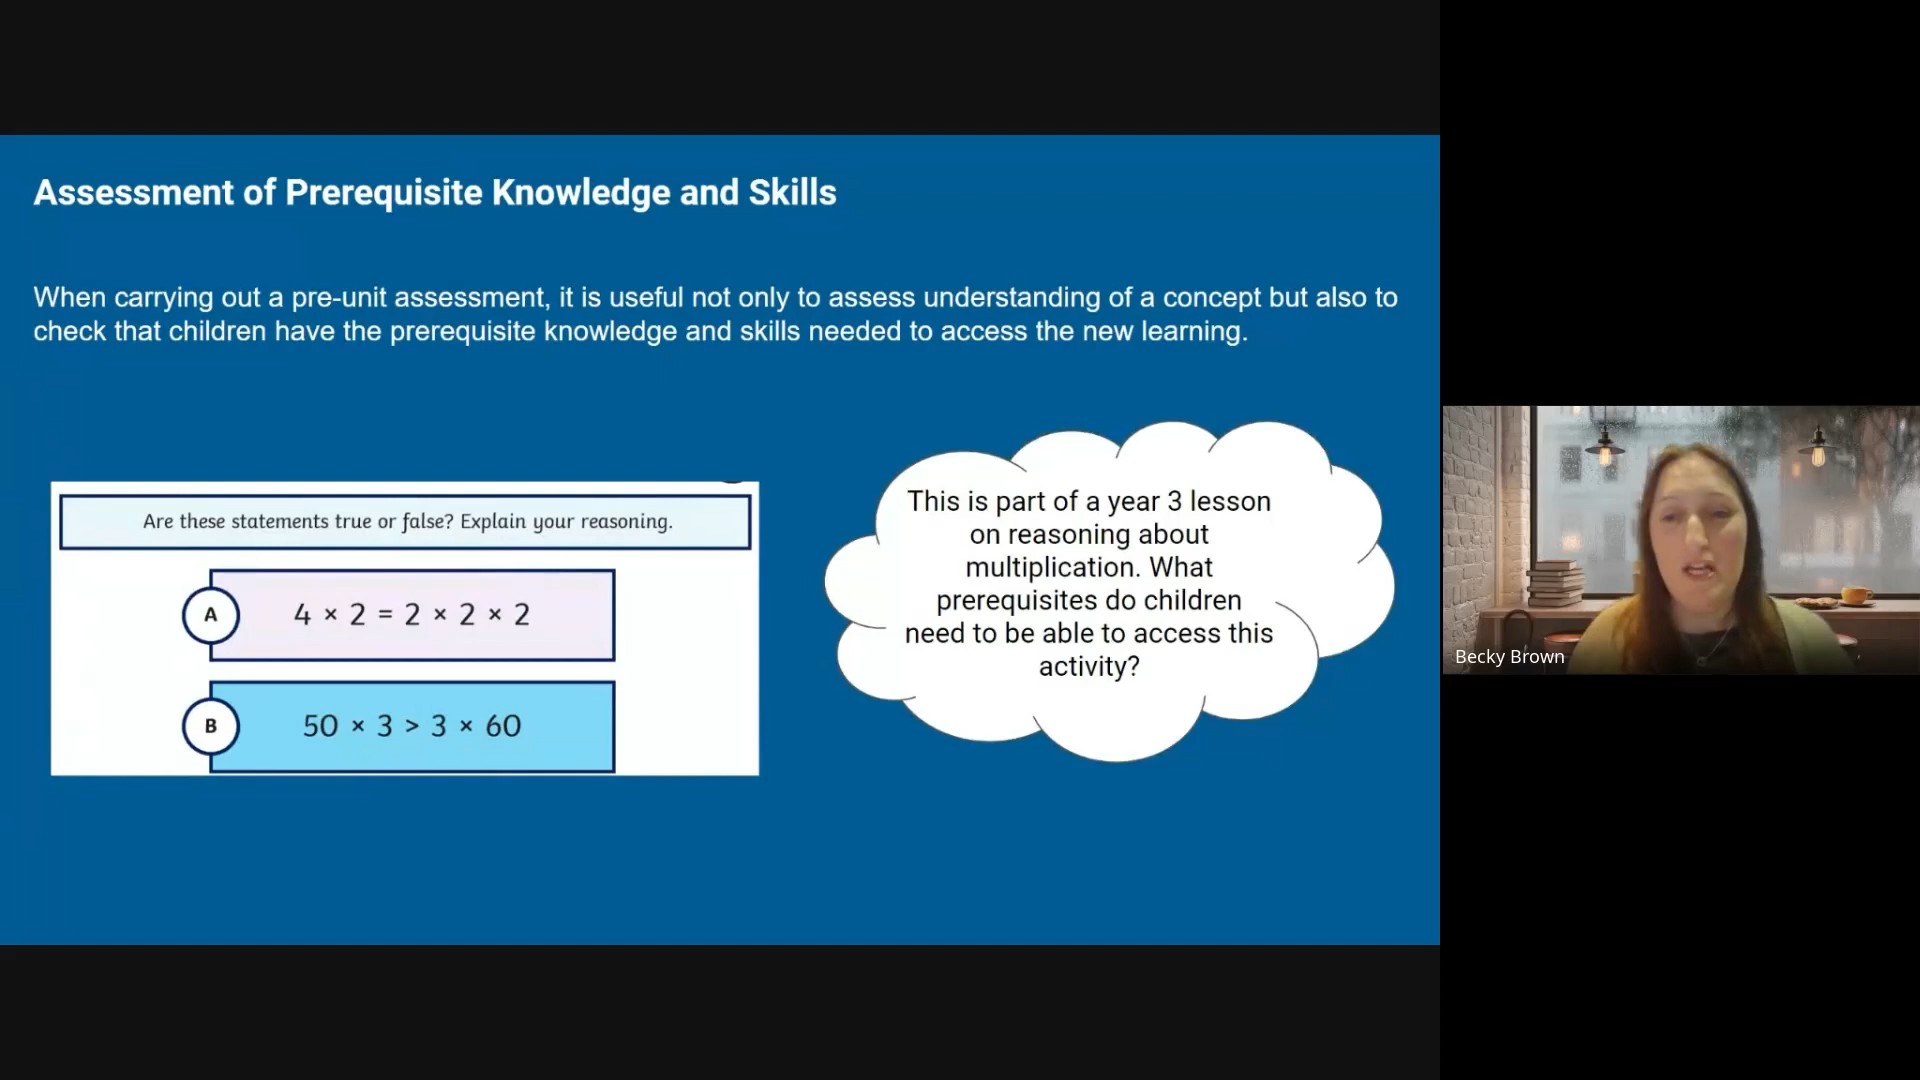 Assessment of Prerequisite Knowledge and Skills
When carrying out a pre-unit assessment, it is useful not only to assess understanding of a concept but also to
check that children have the prerequisite knowledge and skills needed to access the new learning.
Are these statements true or false? Explain your reasoning.
A
4 × 2 = 2 × 2 × 2
B
50 × 3 > 3 × 60
This is part of a year 3 lesson
on reasoning about
multiplication. What
prerequisites do children
need to be able to access this
activity?
Becky Brown